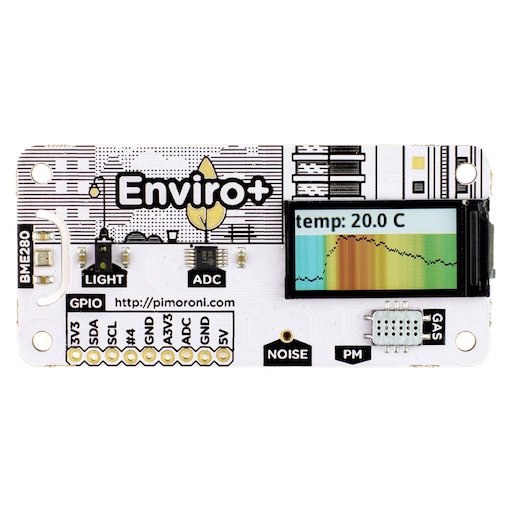 Enviro+
temp: 20.0 C
BME280
LIGHT
ADC
GPIO http://pimoroni.com
3V3 SDA SCL #4 GND A3V3 ADC GND 5V
NOISE
PM
GAS